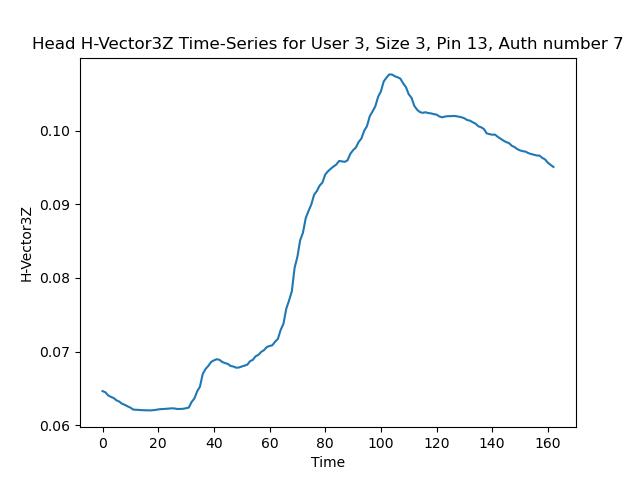 Head H-Vector3Z Time-Series for User 3, Size 3, Pin 13, Auth number 7
0.10
0.09
0.08
0.07
0.06
H-Vector3Z
0 20 40 60 80 100 120 140 160
Time